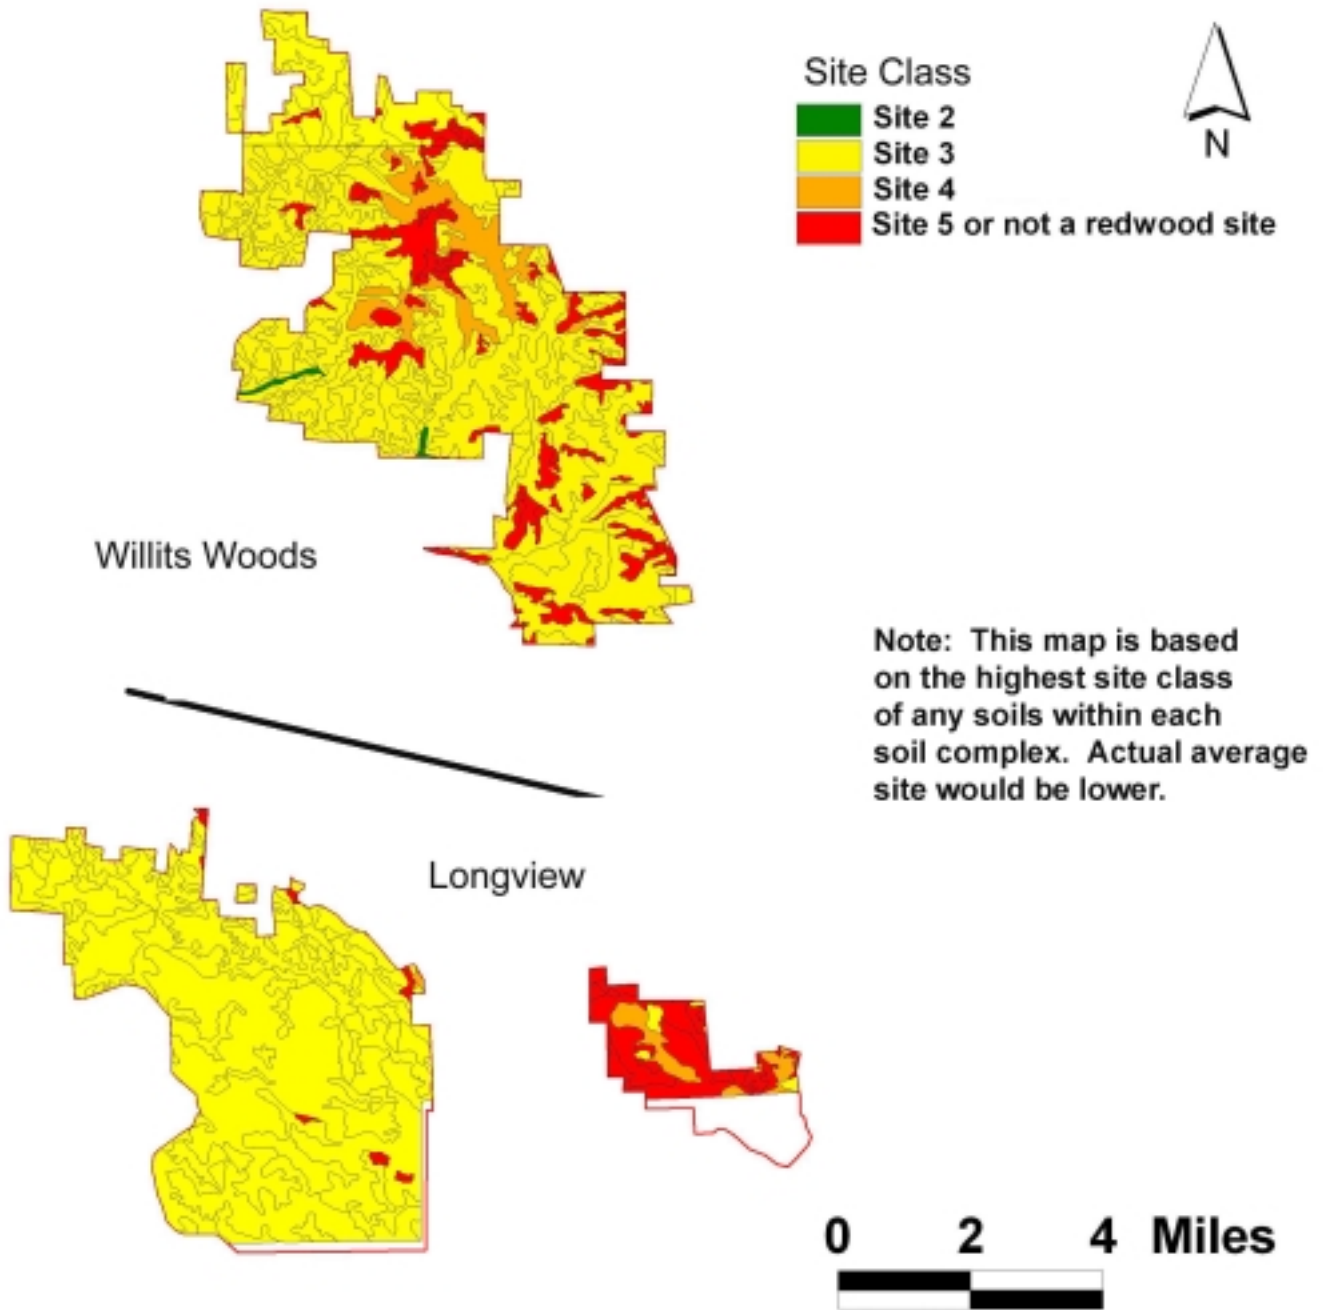 Site Class
Site 2
Site 3
Site 4
Site 5 or not a redwood site
N
Willits Woods
Note: This map is based
on the highest site class
of any soils within each
soil complex. Actual average
site would be lower.
Longview
0 2 4 Miles